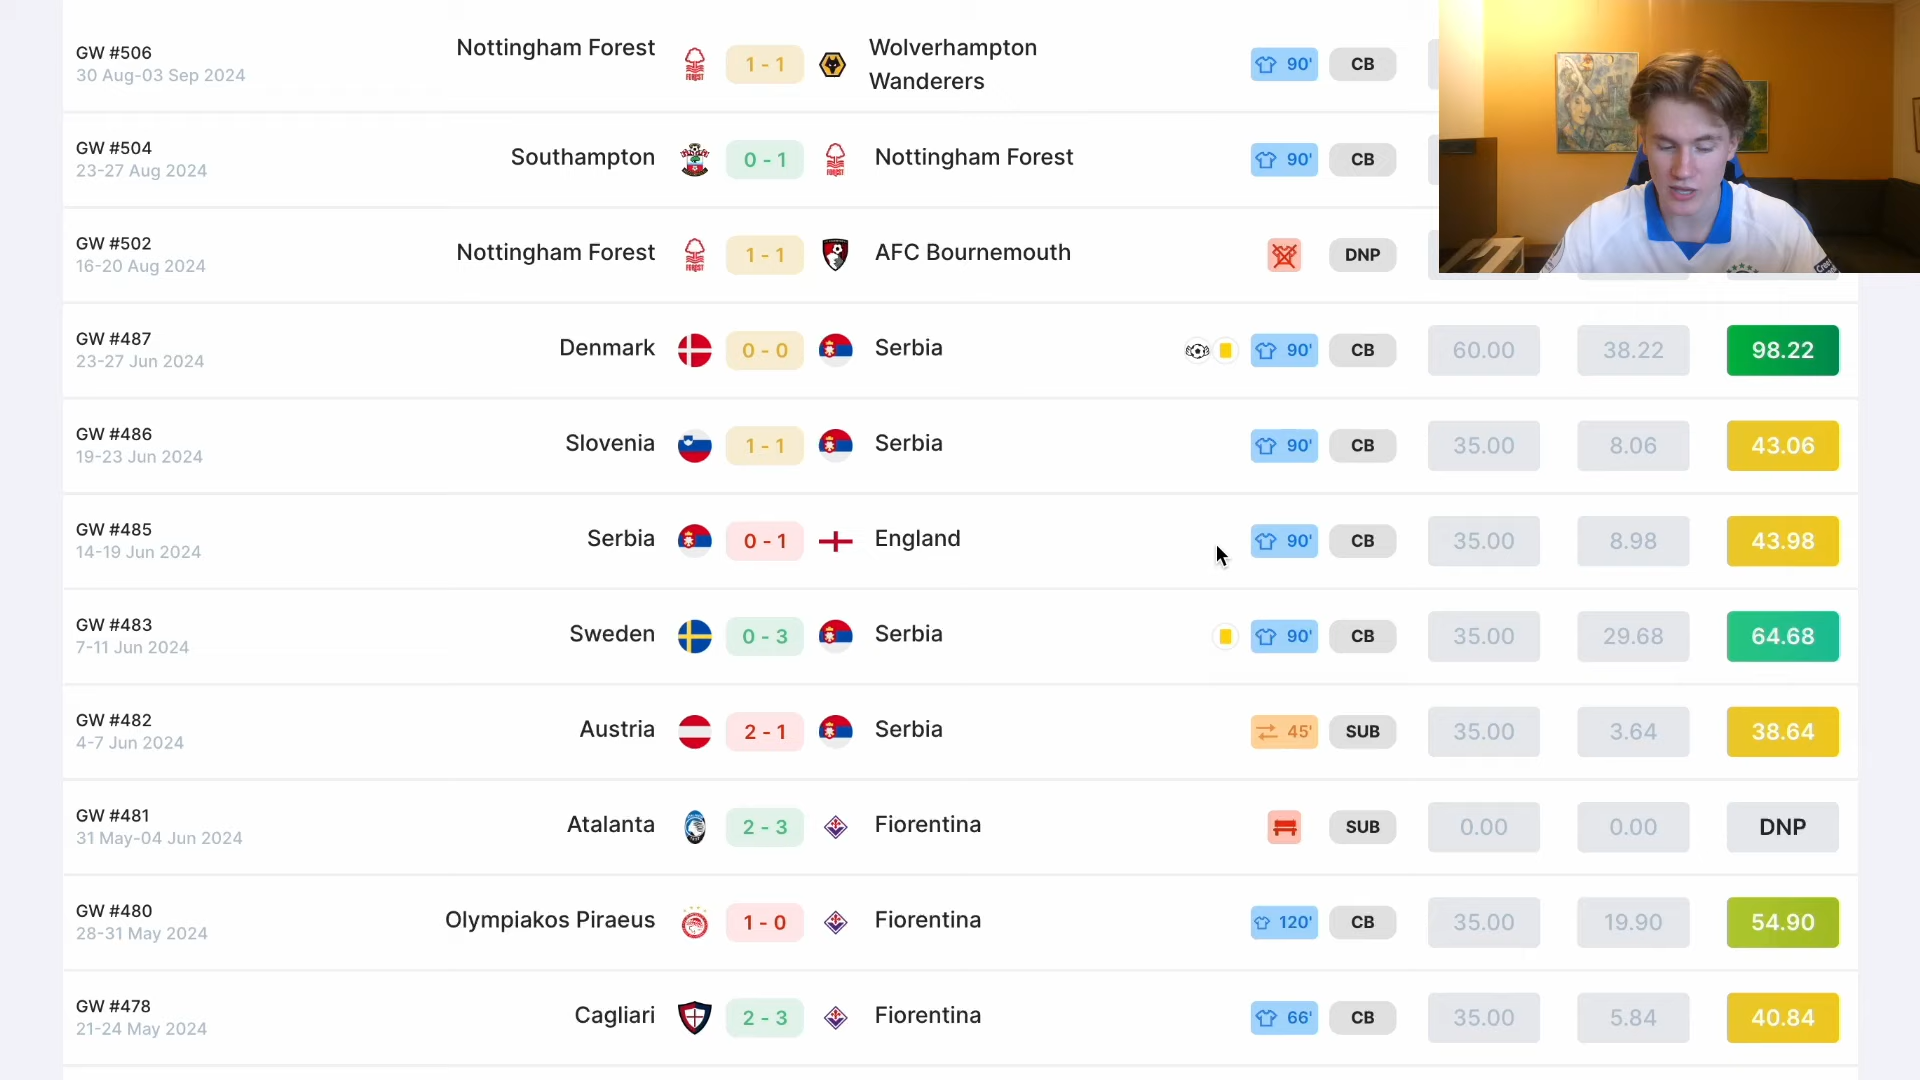 GW #506
30 Aug-03 Sep 2024
Nottingham Forest
1 - 1
Wolverhampton
Wanderers
90'
CB
GW #504
23-27 Aug 2024
Southampton
0 - 1
Nottingham Forest
90'
CB
GW #502
16-20 Aug 2024
Nottingham Forest
1 - 1
AFC Bournemouth
DNP
GW #487
23-27 Jun 2024
Denmark
0 - 0
Serbia
90'
CB
60.00
38.22
98.22
GW #486
19-23 Jun 2024
Slovenia
1 - 1
Serbia
90'
CB
35.00
8.06
43.06
GW #485
14-19 Jun 2024
Serbia
0 - 1
England
90'
CB
35.00
8.98
43.98
GW #483
7-11 Jun 2024
Sweden
0 - 3
Serbia
90'
CB
35.00
29.68
64.68
GW #482
4-7 Jun 2024
Austria
2 - 1
Serbia
45'
SUB
35.00
3.64
38.64
GW #481
31 May-04 Jun 2024
Atalanta
2 - 3
Fiorentina
SUB
0.00
0.00
DNP
GW #480
28-31 May 2024
Olympiakos Piraeus
1 - 0
Fiorentina
120'
CB
35.00
19.90
54.90
GW #478
21-24 May 2024
Cagliari
2 - 3
Fiorentina
66'
CB
35.00
5.84
40.84